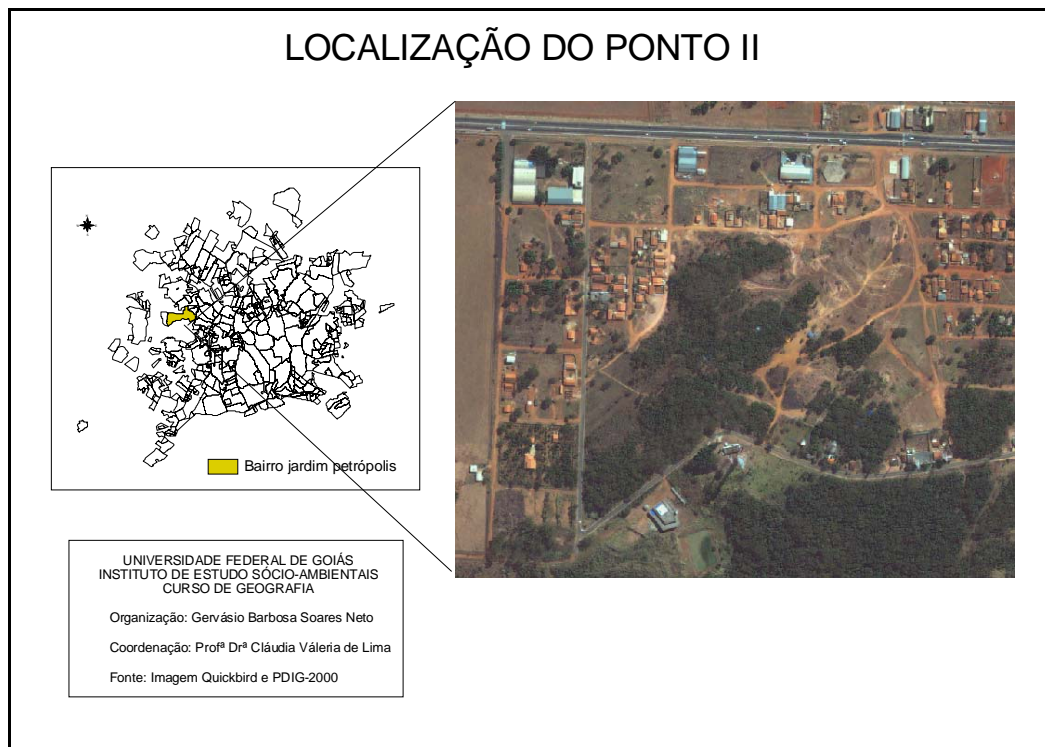 LOCALIZAÇÃO DO PONTO II
Bairro jardim petrópolis
UNIVERSIDADE FEDERAL DE GOIÁS
INSTITUTO DE ESTUDO SÓCIO-AMBIENTAIS
CURSO DE GEOGRAFIA
Organização: Gervásio Barbosa Soares Neto
Coordenação: Profª Drª Cláudia Váleria de Lima
Fonte: Imagem Quickbird e PDIG-2000